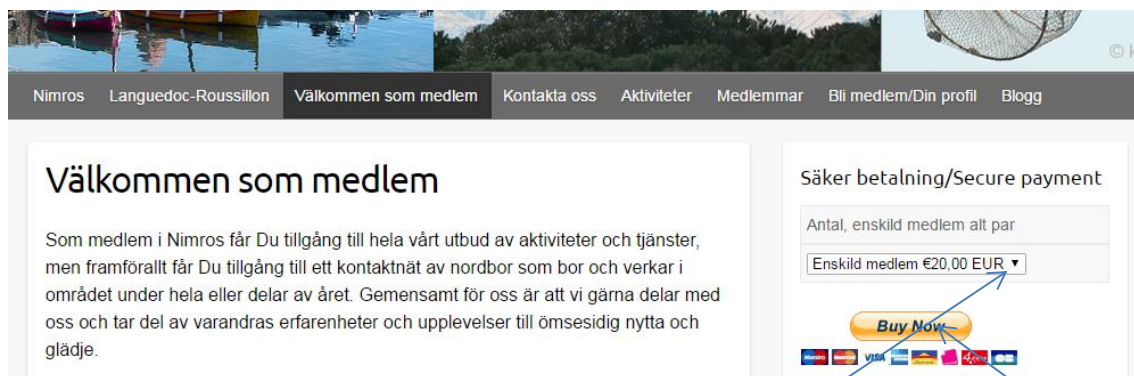 © k
Nimros Languedoc-Roussillon Välkommen som medlem Kontakta oss Aktiviteter Medlemmar Bli medlem/Din profil Blogg
Välkommen som medlem
Som medlem i Nimros får Du tillgång till hela vårt utbud av aktiviteter och tjänster,
men framförallt får Du tillgång till ett kontaktnät av nordbor som bor och verkar i
området under hela eller delar av året. Gemensamt för oss är att vi gärna delar med
oss och tar del av varandras erfarenheter och upplevelser till ömsesidig nytta och
glädje.
Säker betalning/Secure payment
Antal, enskild medlem alt par
Enskild medlem €20,00 EUR
Buy Now
VISA